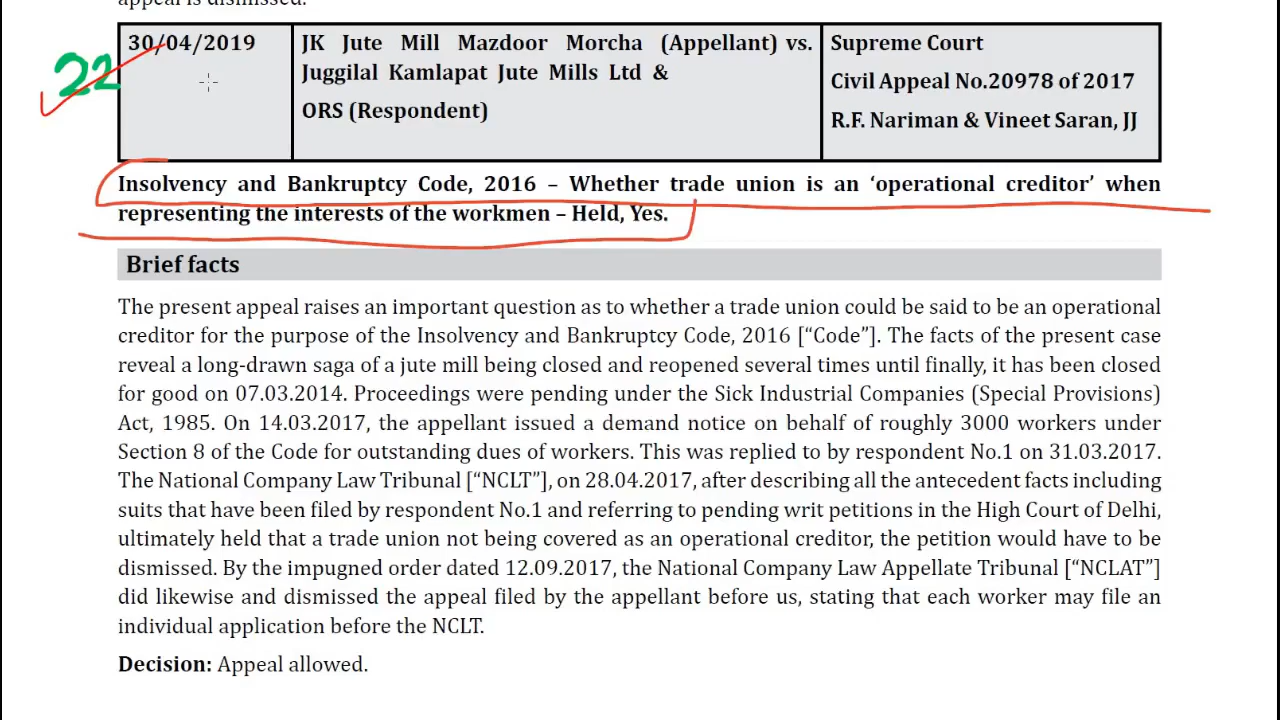 appeal is dismissed.
22
30/04/2019
JK Jute Mill Mazdoor Morcha (Appellant) vs.
Juggilal Kamlapat Jute Mills Ltd &
ORS (Respondent)
Supreme Court
Civil Appeal No.20978 of 2017
R.F. Nariman & Vineet Saran, JJ
Insolvency and Bankruptcy Code, 2016 – Whether trade union is an ‘operational creditor’ when
representing the interests of the workmen – Held, Yes.
Brief facts
The present appeal raises an important question as to whether a trade union could be said to be an operational
creditor for the purpose of the Insolvency and Bankruptcy Code, 2016 [“Code”]. The facts of the present case
reveal a long-drawn saga of a jute mill being closed and reopened several times until finally, it has been closed
for good on 07.03.2014. Proceedings were pending under the Sick Industrial Companies (Special Provisions)
Act, 1985. On 14.03.2017, the appellant issued a demand notice on behalf of roughly 3000 workers under
Section 8 of the Code for outstanding dues of workers. This was replied to by respondent No.1 on 31.03.2017.
The National Company Law Tribunal [“NCLT”], on 28.04.2017, after describing all the antecedent facts including
suits that have been filed by respondent No.1 and referring to pending writ petitions in the High Court of Delhi,
ultimately held that a trade union not being covered as an operational creditor, the petition would have to be
dismissed. By the impugned order dated 12.09.2017, the National Company Law Appellate Tribunal [“NCLAT”]
did likewise and dismissed the appeal filed by the appellant before us, stating that each worker may file an
individual application before the NCLT.
Decision: Appeal allowed.